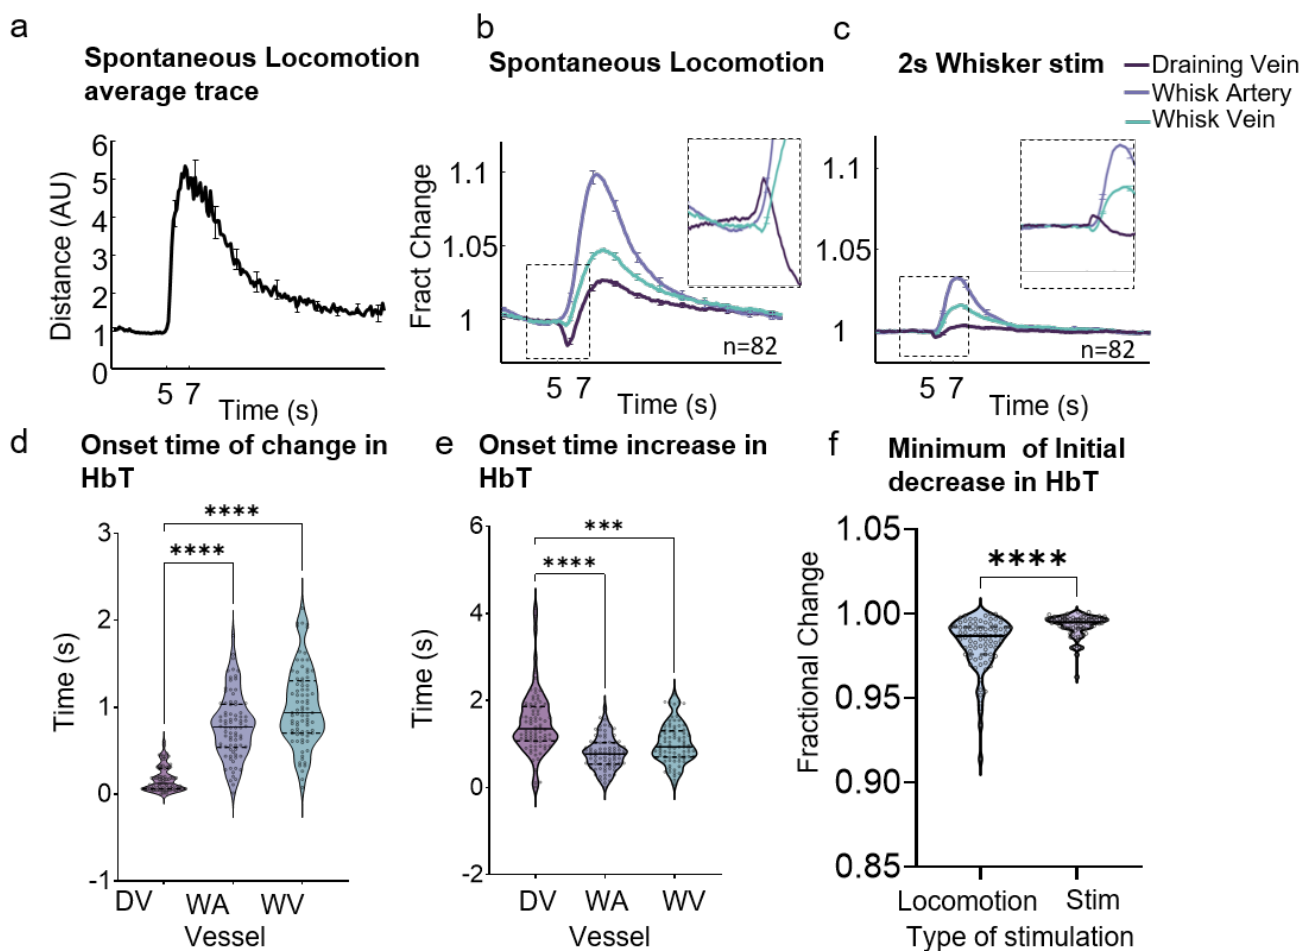 a
Spontaneous Locomotion
average trace
6
5
4
3
2
1
0
Distance (AU)
5 7
Time (s)
b
Spontaneous Locomotion
1.1
1.05
1
Fract Change
n=82
5 7
Time (s)
c
2s Whisker stim
Draining Vein
Whisk Artery
Whisk Vein
1.1
1.05
1
n=82
5 7
Time (s)
d
Onset time of change in
HbT
3
2
1
0
-1
Time (s)
****
****
DV WA WV
Vessel
e
Onset time increase in
HbT
6
4
2
0
-2
Time (s)
***
****
DV WA WV
Vessel
f
Minimum of Initial
decrease in HbT
1.05
1.00
0.95
0.90
0.85
Fractional Change
****
Locomotion Stim
Type of stimulation